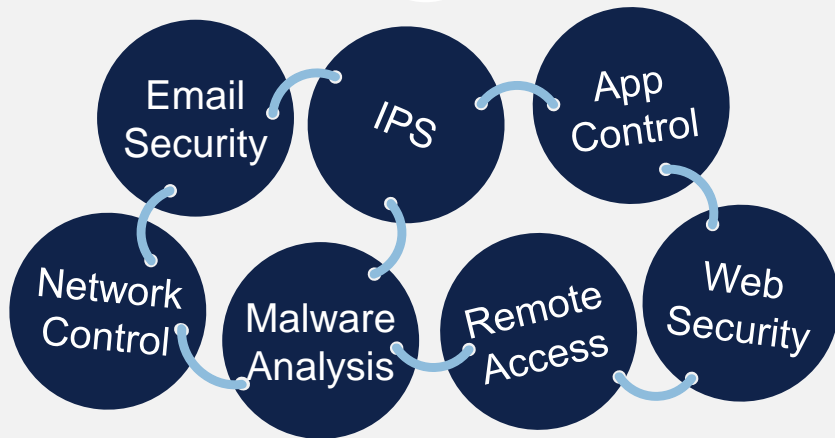 Email
Security
IPS
App
Control
Network
Control
Malware
Analysis
Remote
Access
Web
Security